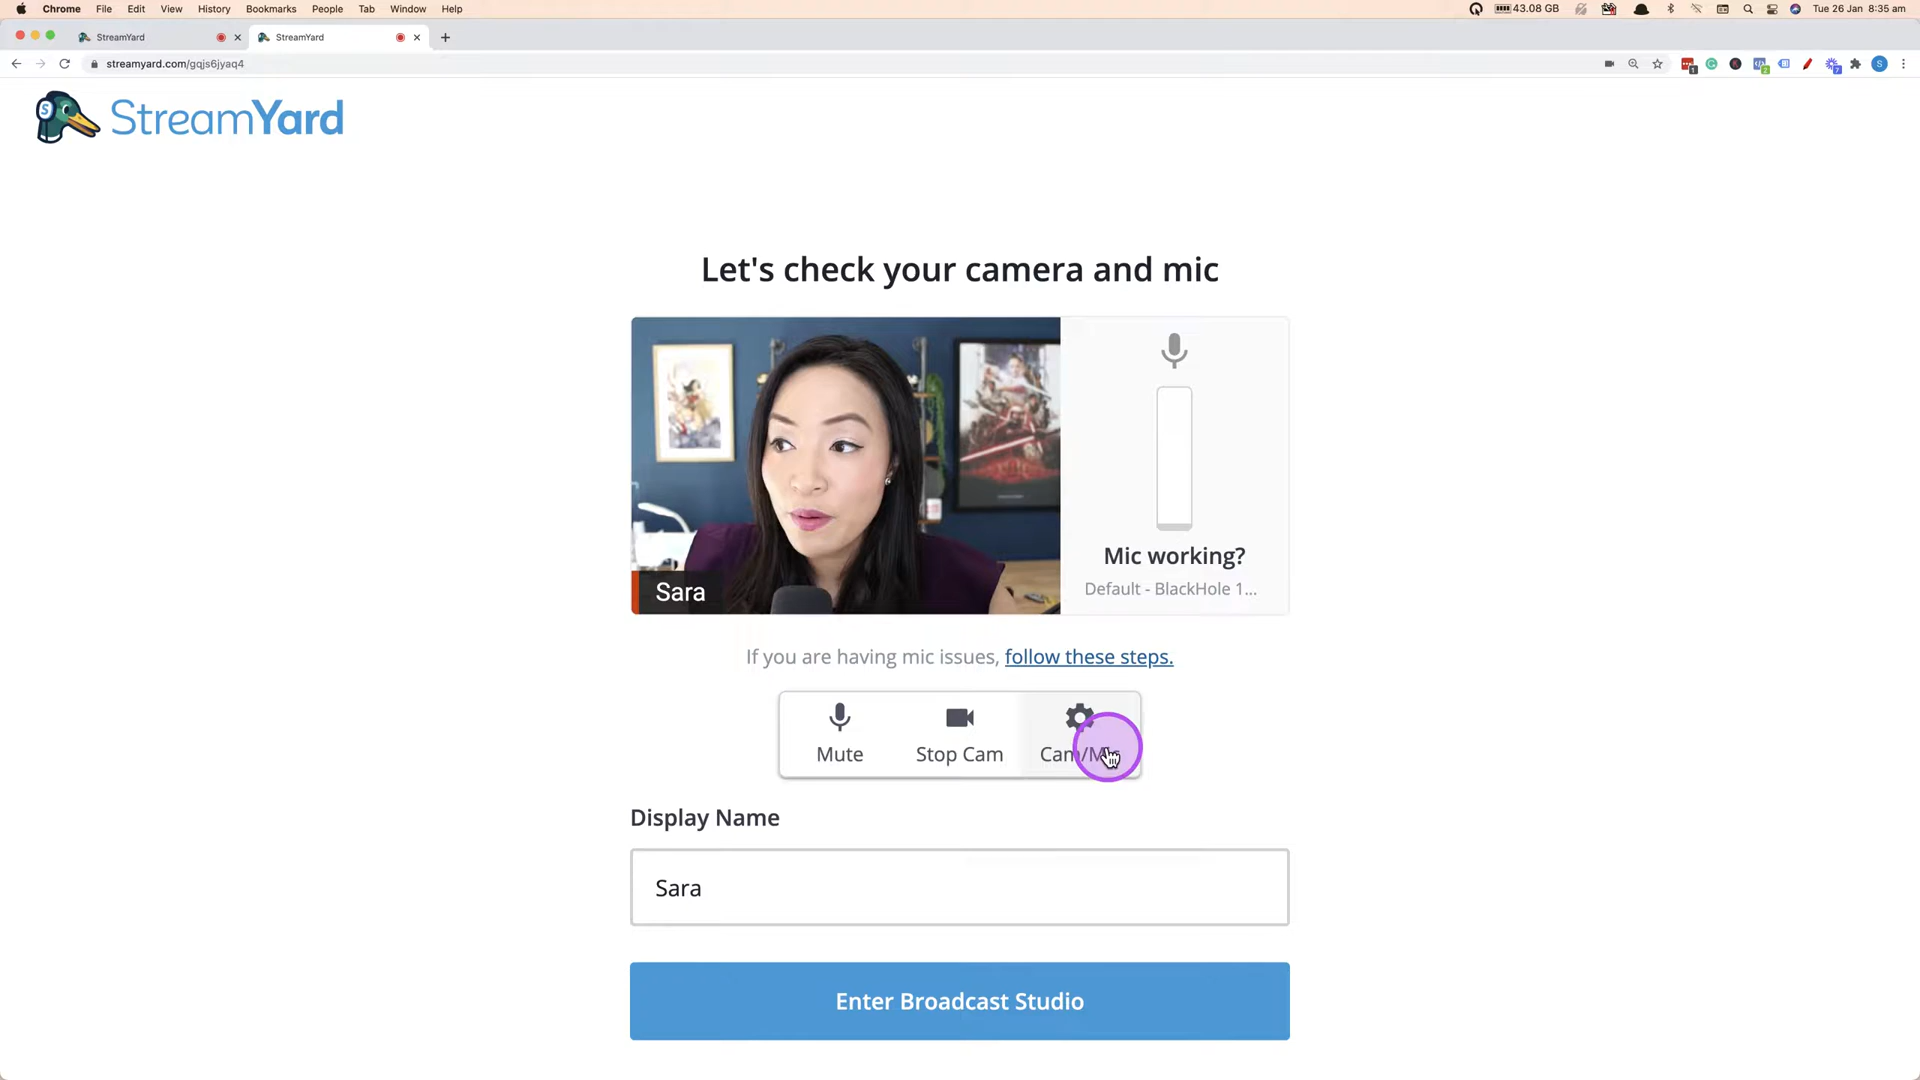 Chrome File Edit View History Bookmarks People Tab Window Help 43.08 GB Tue 26 Jan 8:35 am
StreamYard StreamYard
streamyard.com/gqjs6jyaq4
StreamYard
Let's check your camera and mic
Sara
Mic working?
Default - BlackHole 1...
If you are having mic issues, follow these steps.
Mute Stop Cam Cam/Mic
Display Name
Sara
Enter Broadcast Studio